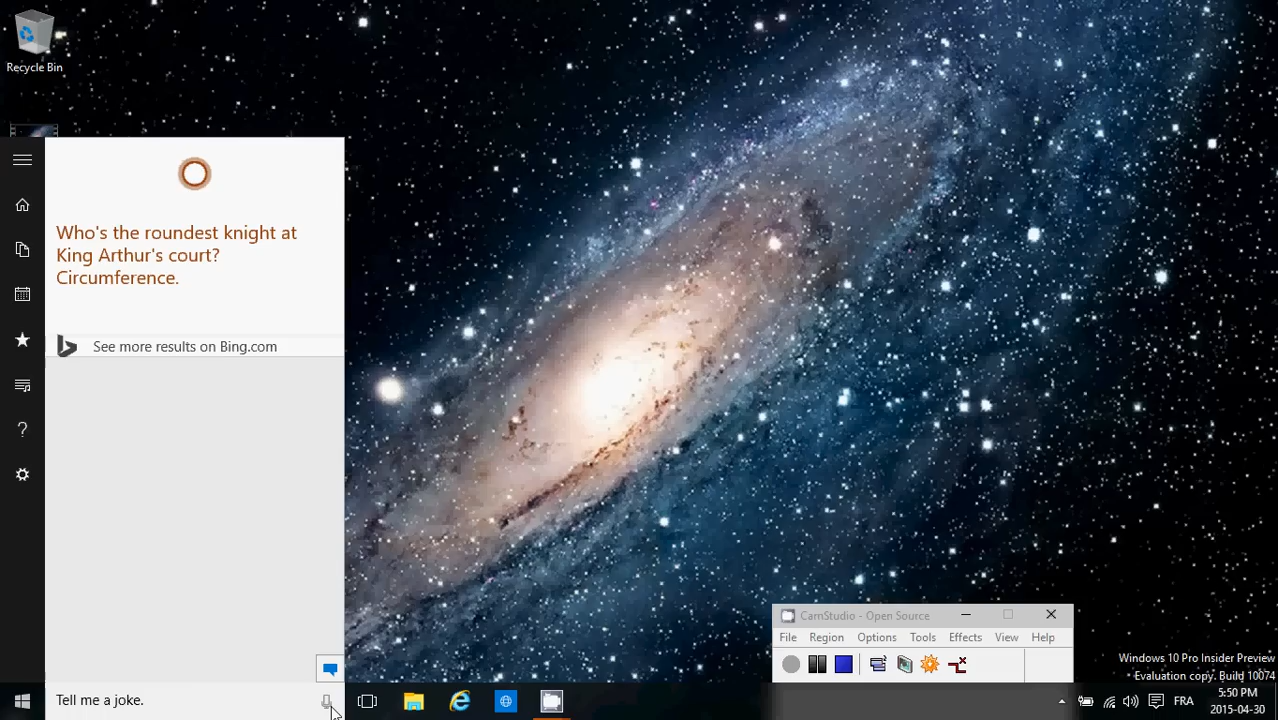 Recycle Bin
Who's the roundest knight at
King Arthur's court?
Circumference.
See more results on Bing.com
Tell me a joke.
CamStudio - Open Source
File Region Options Tools Effects View Help
Windows 10 Pro Insider Preview
Evaluation copy. Build 10074
FRA
5:50 PM
2015-04-30